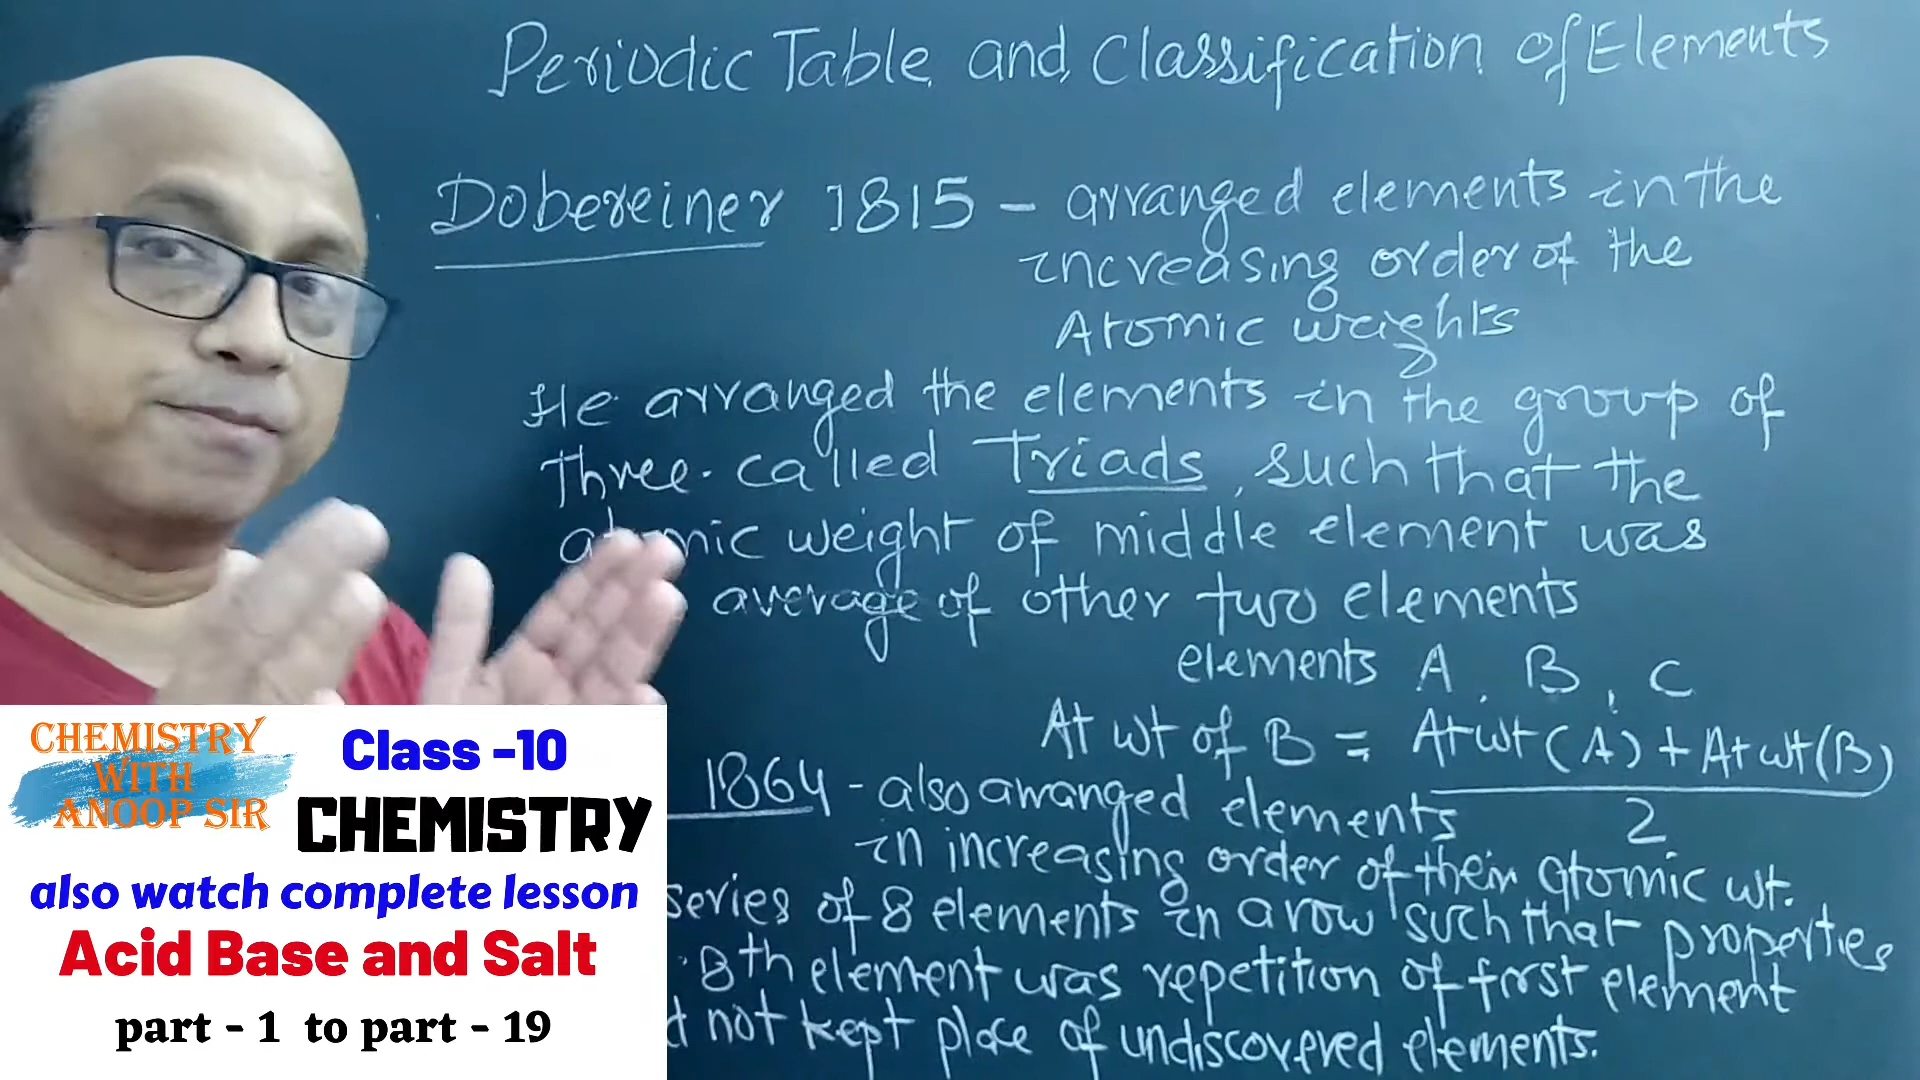 Periodic Table and Classification of Elements
Dobereiner 1815 - arranged elements in the
increasing order of the
Atomic weights
He arranged the elements in the group of
Three. called Triads, such that the
atomic weight of middle element was
average of other two elements
elements A, B, C
At wt of B = At wt (A) + At wt (B)
2
1864 - also arranged elements
in increasing order of their atomic wt.
series of 8 elements in a row such that properties
8th element was repetition of first element
not kept place of undiscovered elements.
CHEMISTRY
WITH
ANOOP SIR
Class -10
CHEMISTRY
also watch complete lesson
Acid Base and Salt
part - 1 to part - 19